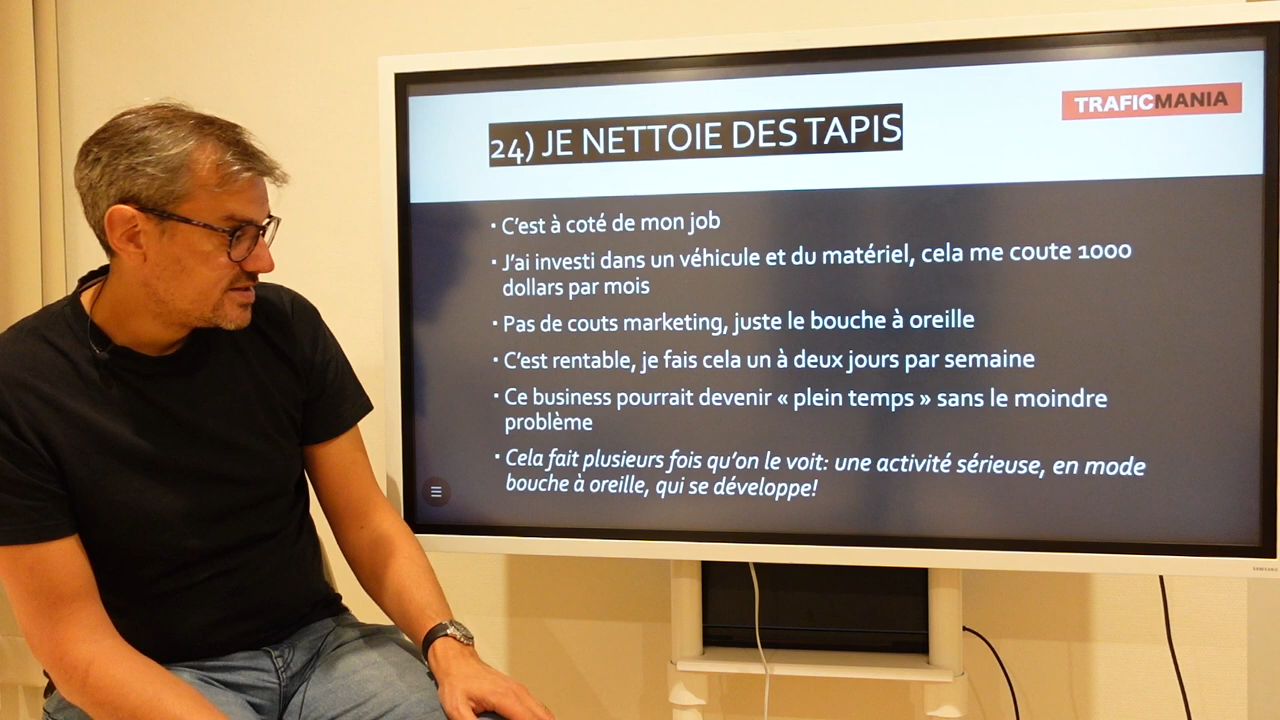 TRAFICMANIA
24) JE NETTOIE DES TAPIS
• C'est à coté de mon job
• J'ai investi dans un véhicule et du matériel, cela me coute 1000
dollars par mois
• Pas de couts marketing, juste le bouche à oreille
• C'est rentable, je fais cela un à deux jours par semaine
• Ce business pourrait devenir « plein temps » sans le moindre
problème
• Cela fait plusieurs fois qu'on le voit: une activité sérieuse, en mode
bouche à oreille, qui se développe!
SAMSUNG